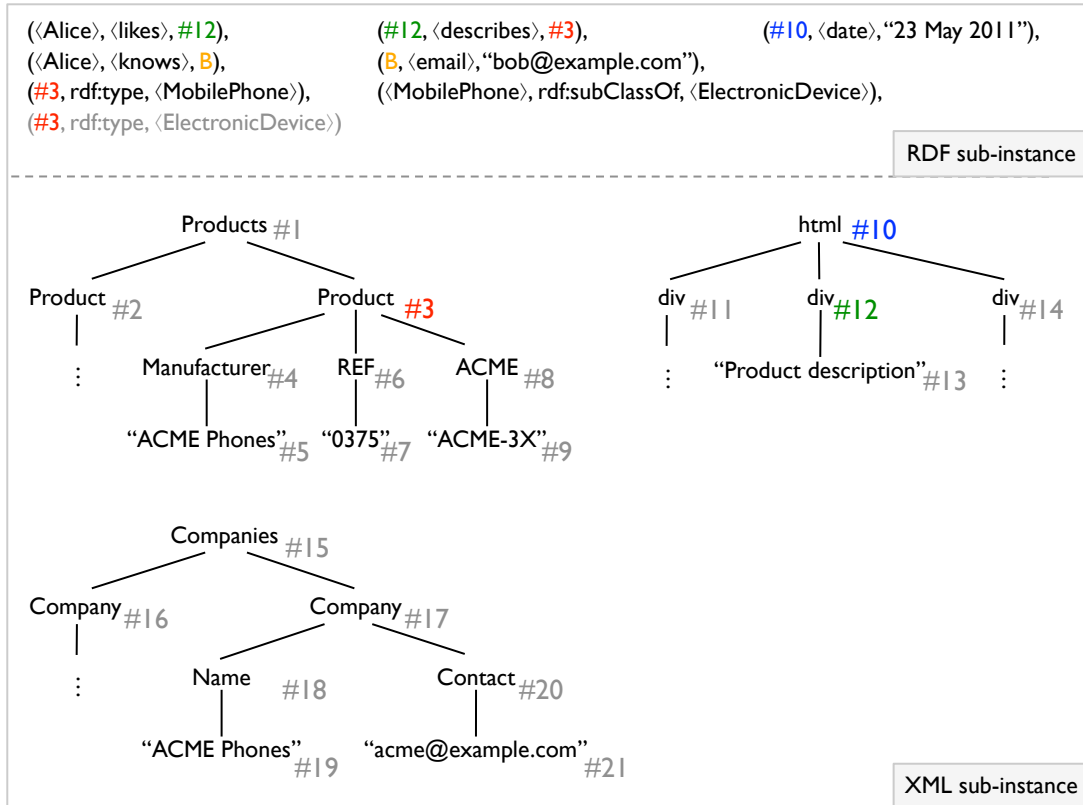 (⟨Alice⟩, ⟨likes⟩, #12), (#12, ⟨describes⟩, #3), (#10, ⟨date⟩, “23 May 2011”),
(⟨Alice⟩, ⟨knows⟩, B), (B, ⟨email⟩, “bob@example.com”),
(#3, rdf:type, ⟨MobilePhone⟩), (⟨MobilePhone⟩, rdf:subClassOf, ⟨ElectronicDevice⟩),
(#3, rdf:type, ⟨ElectronicDevice⟩)
RDF sub-instance
Products #1 html #10
Product #2 Product #3 div #11 div #12 div #14
⋮ Manufacturer #4 REF #6 ACME #8 ⋮ “Product description” #13 ⋮
“ACME Phones” #5 “0375” #7 “ACME-3X” #9
Companies #15
Company #16 Company #17
⋮ Name #18 Contact #20
“ACME Phones” #19 “acme@example.com” #21
XML sub-instance